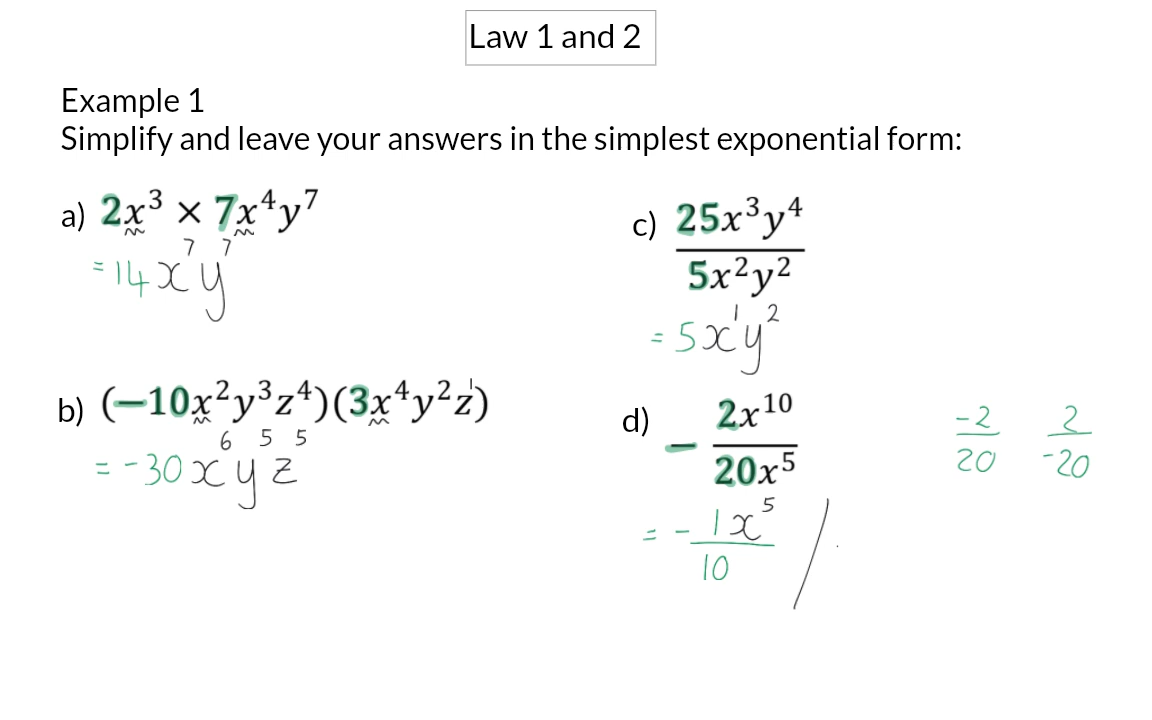 Law 1 and 2
Example 1
Simplify and leave your answers in the simplest exponential form:
a) 2x³ × 7x⁴y⁷
= 14x⁷y⁷
b) (−10x²y³z⁴)(3x⁴y²z¹)
= -30x⁶y⁵z⁵
c) 25x³y⁴
5x²y²
= 5x¹y²
d) − 2x¹⁰
20x⁵
= - 1x⁵
10
-2
20
2
-20